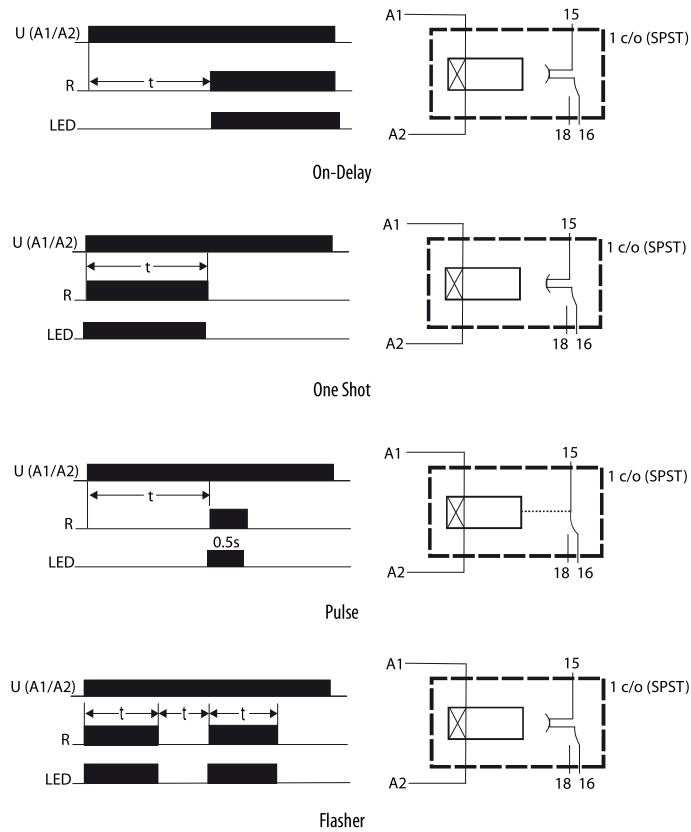 A1
15
U (A1/A2)
1 c/o (SPST)
t
R
LED
A2
18 16
On-Delay
A1
15
U (A1/A2)
1 c/o (SPST)
t
R
LED
A2
18 16
One Shot
A1
15
U (A1/A2)
1 c/o (SPST)
t
R
0.5s
LED
A2
18 16
Pulse
A1
15
U (A1/A2)
1 c/o (SPST)
t t t
R
LED
A2
18 16
Flasher